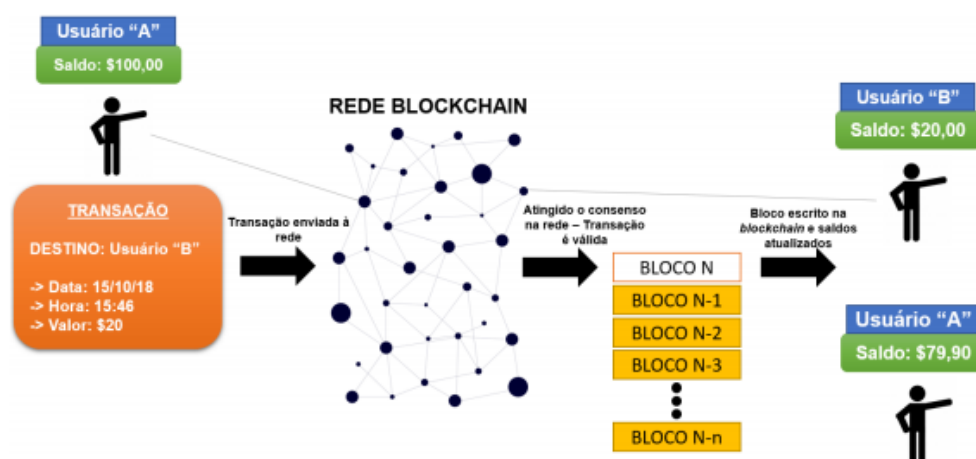 Usuário “A”
Saldo: $100,00
TRANSAÇÃO
DESTINO: Usuário “B”
-> Data: 15/10/18
-> Hora: 15:46
-> Valor: $20
Transação enviada à
rede
REDE BLOCKCHAIN
Atingido o consenso
na rede – Transação
é válida
BLOCO N
BLOCO N-1
BLOCO N-2
BLOCO N-3
BLOCO N-n
Bloco escrito na
blockchain e saldos
atualizados
Usuário “B”
Saldo: $20,00
Usuário “A”
Saldo: $79,90